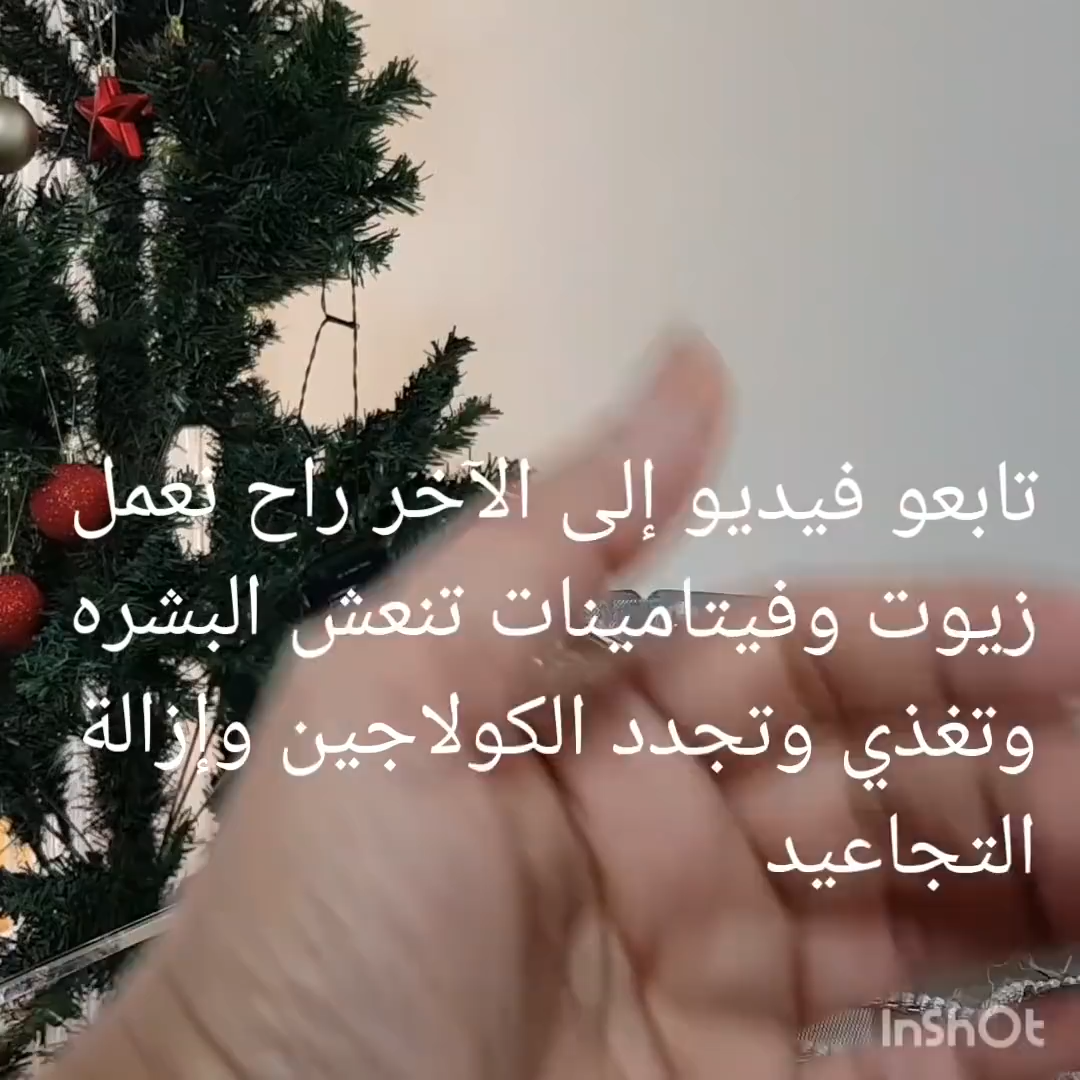 تابعو فيديو إلى الآخر راح نعمل
زيوت وفيتامينات تنعش البشره
وتغذي وتجدد الكولاجين وإزالة
التجاعيد
InShOt